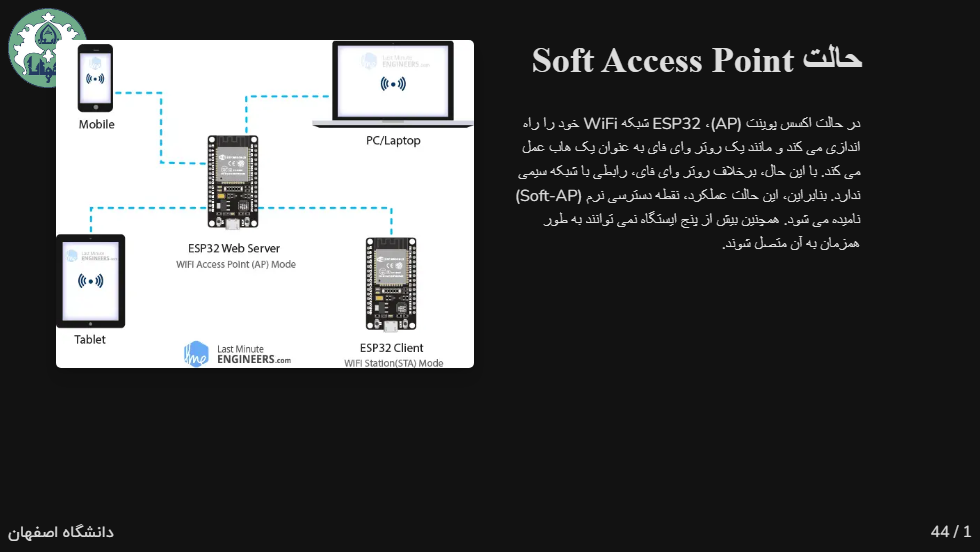 حالت Soft Access Point
در حالت اکسس پوینت (AP)، ESP32 شبکه WiFi خود را راه
اندازی می کند و مانند یک روتر وای فای به عنوان یک هاب عمل
می کند. با این حال، برخلاف روتر وای فای، رابطی با شبکه سیمی
ندارد. بنابراین، این حالت عملکرد، نقطه دسترسی نرم (Soft-AP)
نامیده می شود. همچنین بیش از پنج ایستگاه نمی توانند به طور
همزمان به آن متصل شوند.
Mobile
LAST MINUTE
ENGINEERS.com
PC/Laptop
ESP32 Web Server
WIFI Access Point (AP) Mode
LAST MINUTE
ENGINEERS.com
Tablet
ESP32 Client
WIFI Station(STA) Mode
Last Minute
ENGINEERS.com
دانشگاه اصفهان
44 / 1